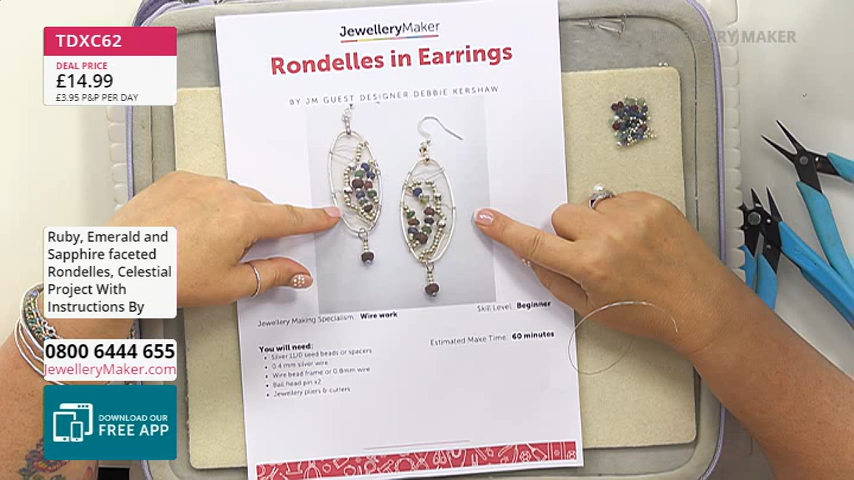 TDXC62
DEAL PRICE
£14.99
£3.95 P&P PER DAY
JEWELLERY MAKER
JewelleryMaker
Rondelles in Earrings
BY JM GUEST DESIGNER DEBBIE KERSHAW
Jewellery Making Specialism: Wire work
Skill Level: Beginner
Estimated Make Time: 60 minutes
You will need:
• Silver 11/0 seed beads or spacers
• 0.4 mm silver wire
• Wire bead frame or 0.8mm wire
• Ball head pin x2
• Jewellery pliers & cutters
Ruby, Emerald and
Sapphire faceted
Rondelles, Celestial
Project With
Instructions By
0800 6444 655
JewelleryMaker.com
DOWNLOAD OUR
FREE APP